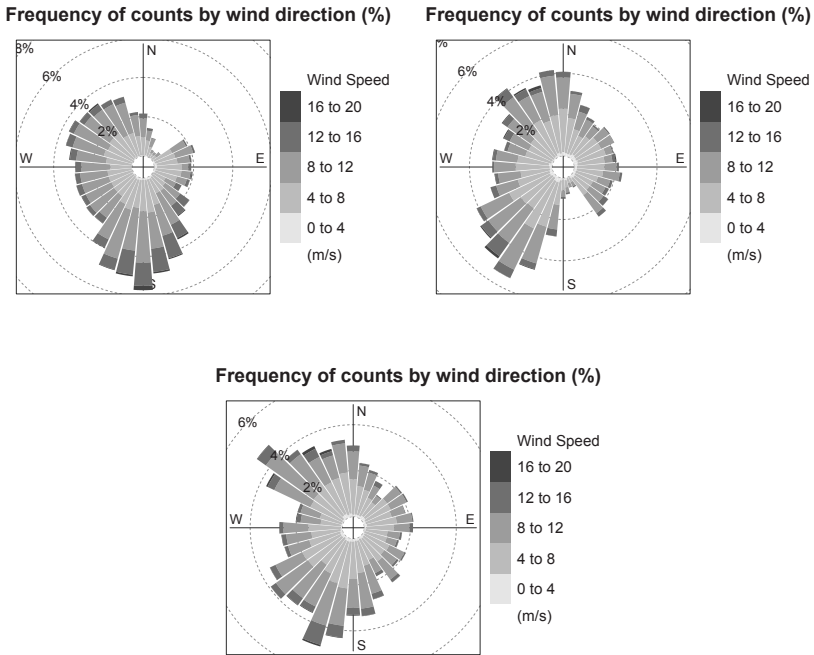 Frequency of counts by wind direction (%)
8%
N
6%
4%
2%
W
E
S
Wind Speed
16 to 20
12 to 16
8 to 12
4 to 8
0 to 4
(m/s)
Frequency of counts by wind direction (%)
%
N
6%
4%
2%
W
E
S
Wind Speed
16 to 20
12 to 16
8 to 12
4 to 8
0 to 4
(m/s)
Frequency of counts by wind direction (%)
N
6%
4%
2%
W
E
S
Wind Speed
16 to 20
12 to 16
8 to 12
4 to 8
0 to 4
(m/s)